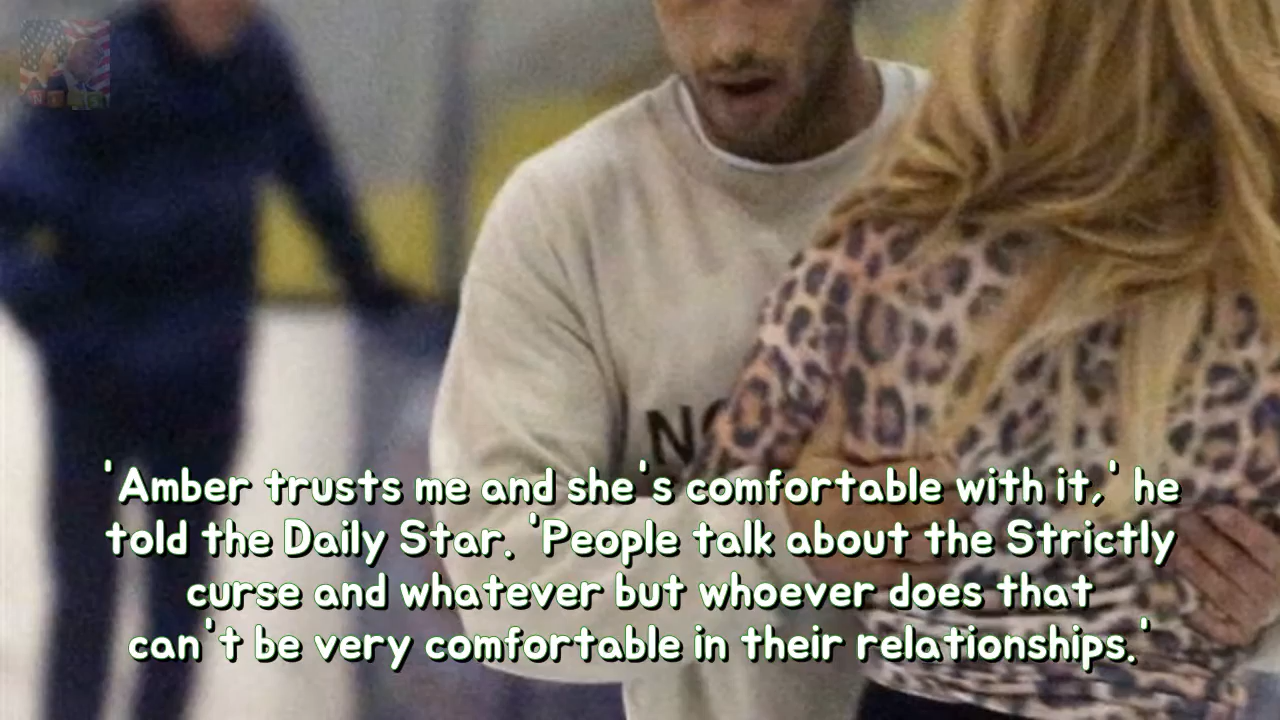 NO
'Amber trusts me and she's comfortable with it,' he
told the Daily Star. 'People talk about the Strictly
curse and whatever but whoever does that
can't be very comfortable in their relationships.'